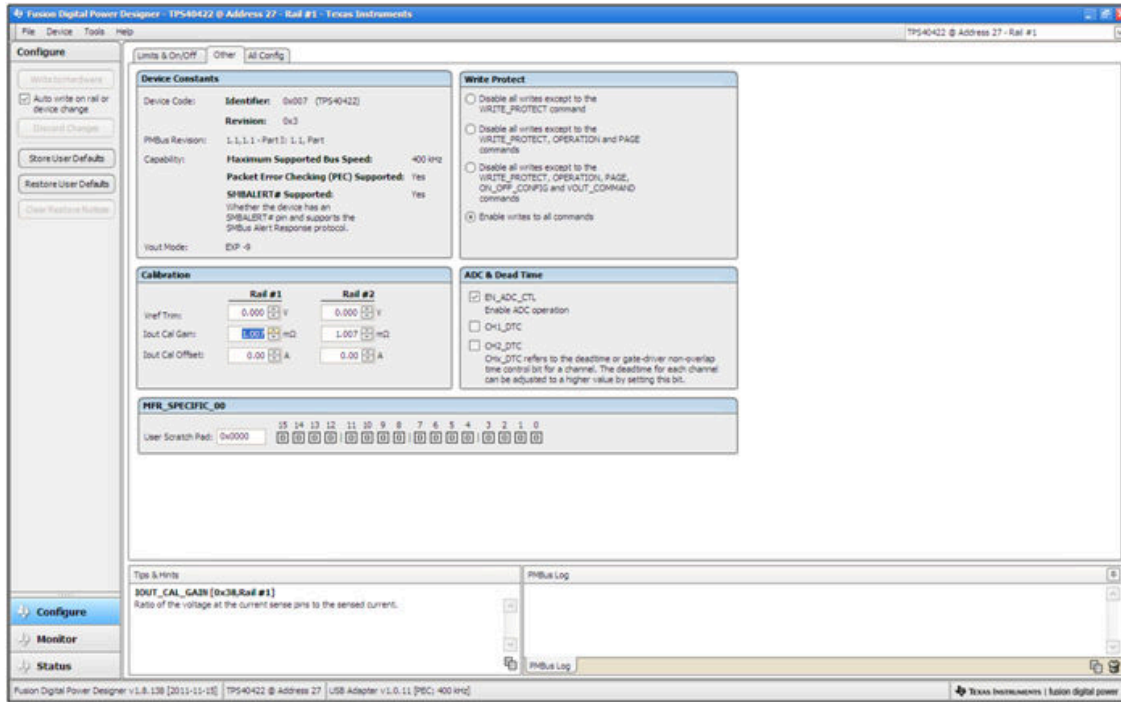 Fusion Digital Power Designer - TPS40422 @ Address 27 - Rail #1 - Texas Instruments
File Device Tools Help
TPS40422 @ Address 27 - Rail #1
Configure
Limits & On/Off Other All Config
Write to Hardware
Auto write on rail or
device change
Discard Changes
Store User Defaults
Restore User Defaults
Device Constants
Device Code: Identifier: 0x007 (TPS40422)
Revision: 0x3
PMBus Revision: 1.1,1.1 - Part I: 1.1, Part
Capability: Maximum Supported Bus Speed: 400 kHz
Packet Error Checking (PEC) Supported: Yes
SMBALERT# Supported: Yes
Whether the device has an
SMBALERT# pin and supports the
SMBus Alert Response protocol.
Vout Mode: EXP -9
Write Protect
Disable all writes except to the
WRITE_PROTECT command
Disable all writes except to the
WRITE_PROTECT, OPERATION and PAGE
commands
Disable all writes except to the
WRITE_PROTECT, OPERATION, PAGE,
ON_OFF_CONFIG and VOUT_COMMAND
commands
Enable writes to all commands
Calibration
Rail #1 Rail #2
Vref Trim: 0.000 V 0.000 V
Iout Cal Gain: 1.007 mΩ 1.007 mΩ
Iout Cal Offset: 0.00 A 0.00 A
ADC & Dead Time
EN_ADC_CTL
Enable ADC operation
CH1_DTC
CH2_DTC
CHx_DTC refers to the deadtime or gate-driver non-overlap
time control bit for a channel. The deadtime for each channel
can be adjusted to a higher value by setting this bit.
MFR_SPECIFIC_00
15 14 13 12 11 10 9 8 7 6 5 4 3 2 1 0
User Scratch Pad: 0x0000 0 0 0 0 | 0 0 0 0 | 0 0 0 0 | 0 0 0 0
Tips & Hints
IOUT_CAL_GAIN [0x38,Rail #1]
Ratio of the voltage at the current sense pins to the sensed current.
PMBus Log
PMBus Log
Configure
Monitor
Status
Fusion Digital Power Designer v1.8.138 [2011-11-15] TPS40422 @ Address 27 USB Adapter v1.0.11 [PEC; 400 kHz]
Texas Instruments | fusion digital power